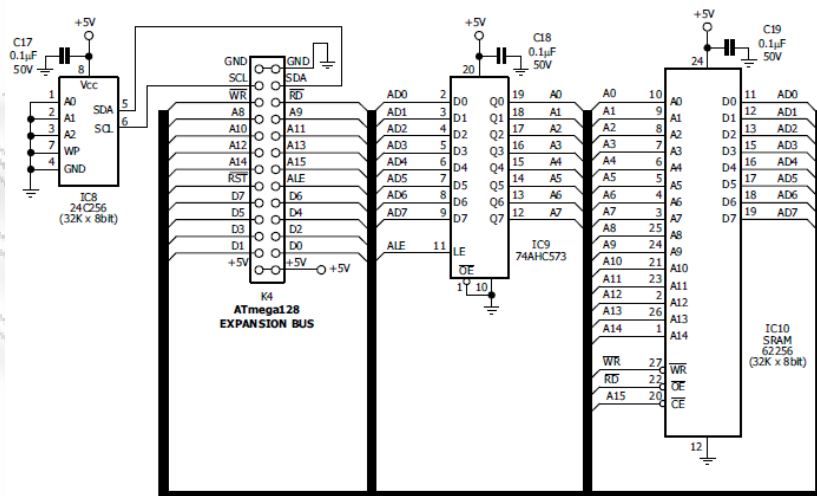 +5V
C17
0.1µF
50V
8
Vcc
1 A0
2 A1
3 A2
7 WP
4 GND
SDA 5
SCL 6
IC8
24C256
(32K x 8bit)
GND GND
SCL SDA
WR RD
A8 A9
A10 A11
A12 A13
A14 A15
RST ALE
D7 D6
D5 D4
D3 D2
D1 D0
+5V +5V
K4
ATmega128
EXPANSION BUS
+5V
C18
0.1µF
50V
20
AD0 2 D0 Q0 19 A0
AD1 3 D1 Q1 18 A1
AD2 4 D2 Q2 17 A2
AD3 5 D3 Q3 16 A3
AD4 6 D4 Q4 15 A4
AD5 7 D5 Q5 14 A5
AD6 8 D6 Q6 13 A6
AD7 9 D7 Q7 12 A7
ALE 11 LE
OE
1 10
IC9
74AHC573
+5V
C19
0.1µF
50V
24
A0 10 A0 D0 11 AD0
A1 9 A1 D1 12 AD1
A2 8 A2 D2 13 AD2
A3 7 A3 D3 15 AD3
A4 6 A4 D4 16 AD4
A5 5 A5 D5 17 AD5
A6 4 A6 D6 18 AD6
A7 3 A7 D7 19 AD7
A8 25 A8
A9 24 A9
A10 21 A10
A11 23 A11
A12 2 A12
A13 26 A13
A14 1 A14
WR 27 WR
RD 22 OE
A15 20 CE
12
IC10
SRAM
62256
(32K x 8bit)